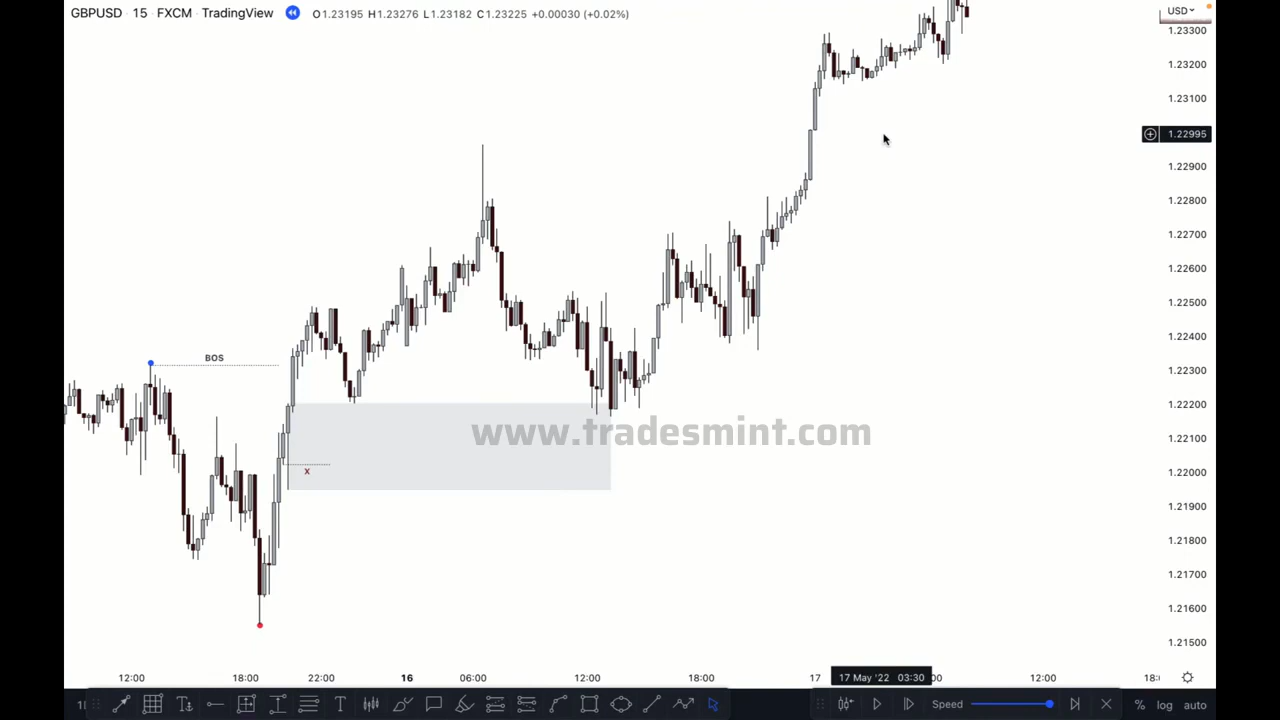 GBPUSD · 15 · FXCM · TradingView O1.23195 H1.23276 L1.23182 C1.23225 +0.00030 (+0.02%)
USD
1.23300
1.23200
1.23100
1.22995
1.22900
1.22800
1.22700
1.22600
1.22500
1.22400
BOS
1.22300
1.22200
www.tradesmint.com
1.22100
1.22000
X
1.21900
1.21800
1.21700
1.21600
1.21500
12:00 18:00 22:00 16 06:00 12:00 18:00 17 17 May '22 03:30 :00 12:00 18:
Speed % log auto